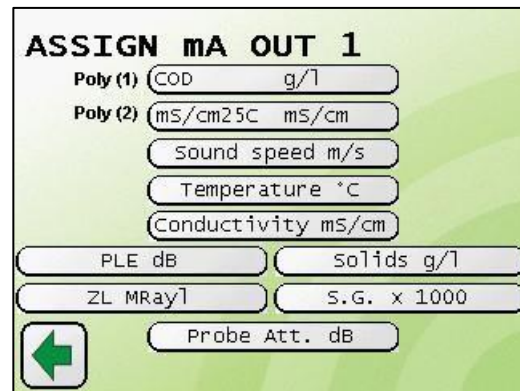 ASSIGN mA OUT 1
Poly (1) COD g/l
Poly (2) mS/cm25C mS/cm
Sound speed m/s
Temperature °C
Conductivity mS/cm
PLE dB Solids g/l
ZL MRayl S.G. x 1000
Probe Att. dB